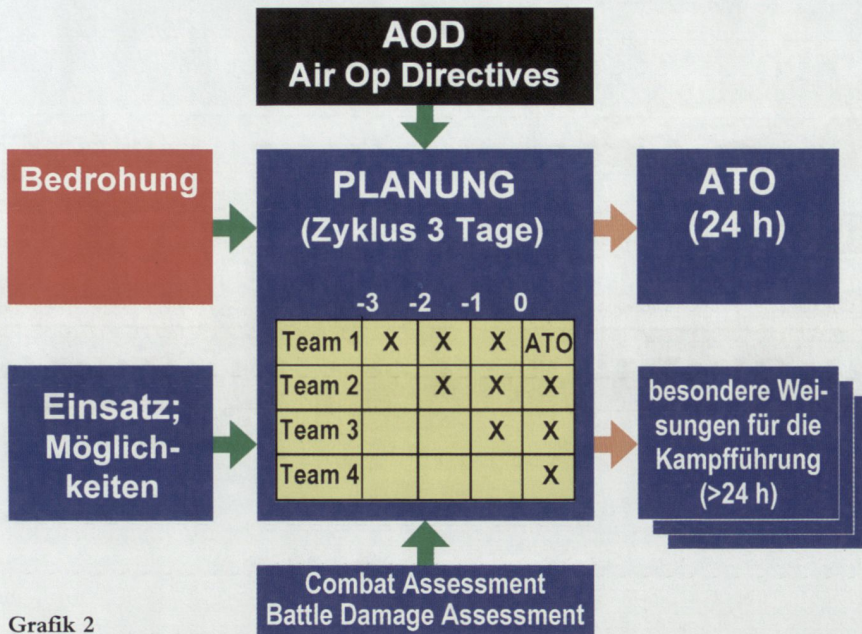 AOD
Air Op Directives
Bedrohung
PLANUNG
(Zyklus 3 Tage)
ATO
(24 h)
-3 -2 -1 0
Team 1 X X X ATO
Team 2 X X X
Team 3 X X
Team 4 X
Einsatz;
Möglich-
keiten
besondere Wei-
sungen für die
Kampfführung
(>24 h)
Combat Assessment
Battle Damage Assessment
Grafik 2